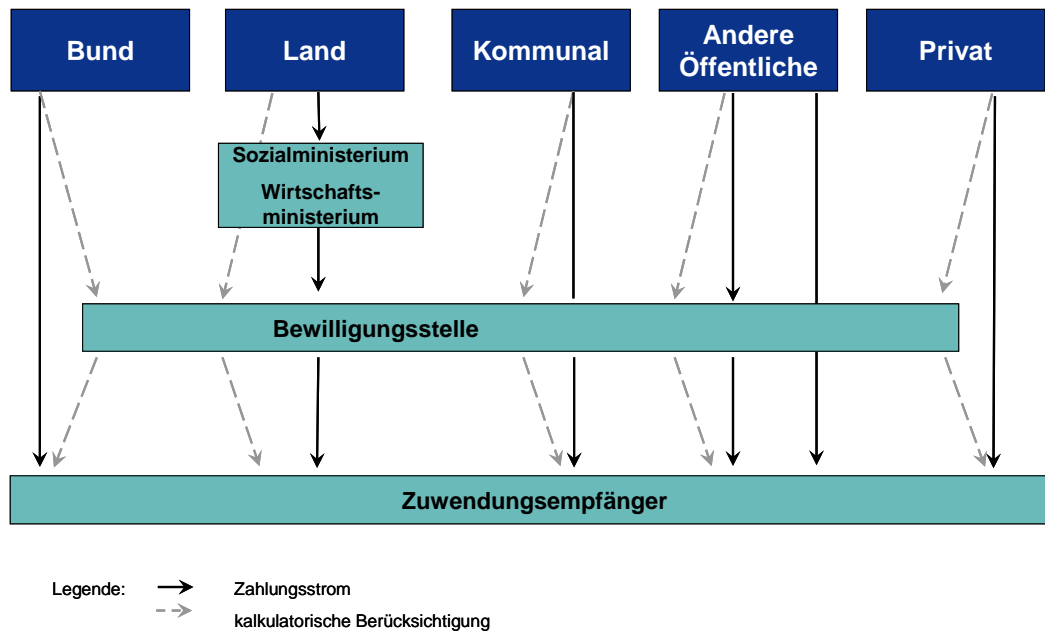 Bund
Land
Kommunal
Andere
Öffentliche
Privat
Sozialministerium
Wirtschafts-
ministerium
Bewilligungsstelle
Zuwendungsempfänger
Legende:
Zahlungsstrom
kalkulatorische Berücksichtigung